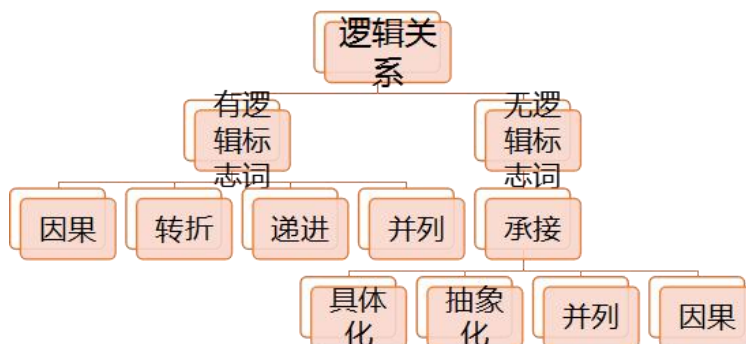 逻辑关
系
有逻
辑标
志词
无逻
辑标
志词
因果
转折
递进
并列
承接
具体
化
抽象
化
并列
因果